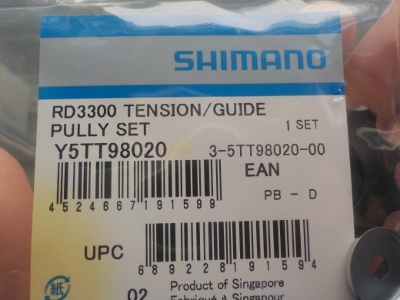 SHIMANO
RD3300 TENSION/GUIDE
PULLY SET
1 SET
Y5TT98020
3-5TT98020-00
EAN
4524667191599
PB - D
UPC
689228191594
紙
02
Product of Singapore
Fabriqué à Singapour